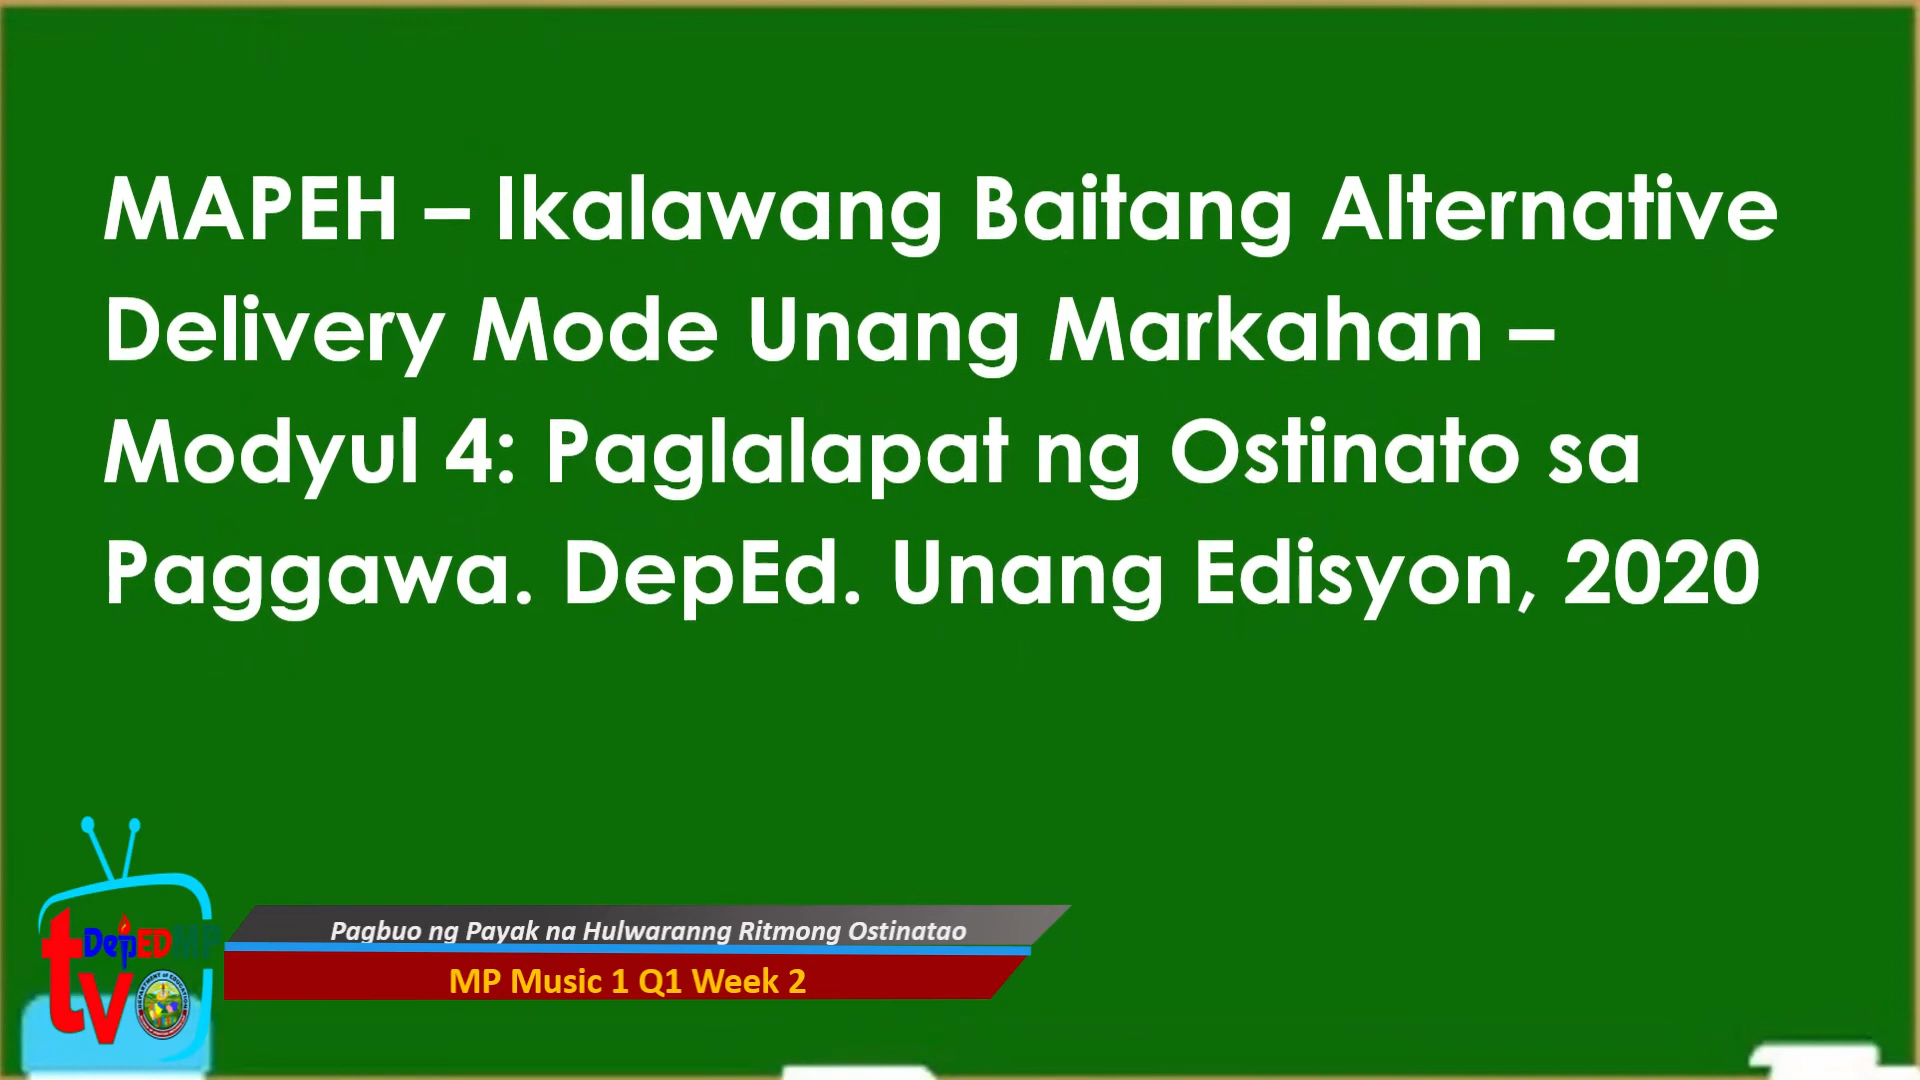 MAPEH – Ikalawang Baitang Alternative
Delivery Mode Unang Markahan –
Modyul 4: Paglalapat ng Ostinato sa
Paggawa. DepEd. Unang Edisyon, 2020
DepED MP
tv
Pagbuo ng Payak na Hulwaranng Ritmong Ostinatao
MP Music 1 Q1 Week 2